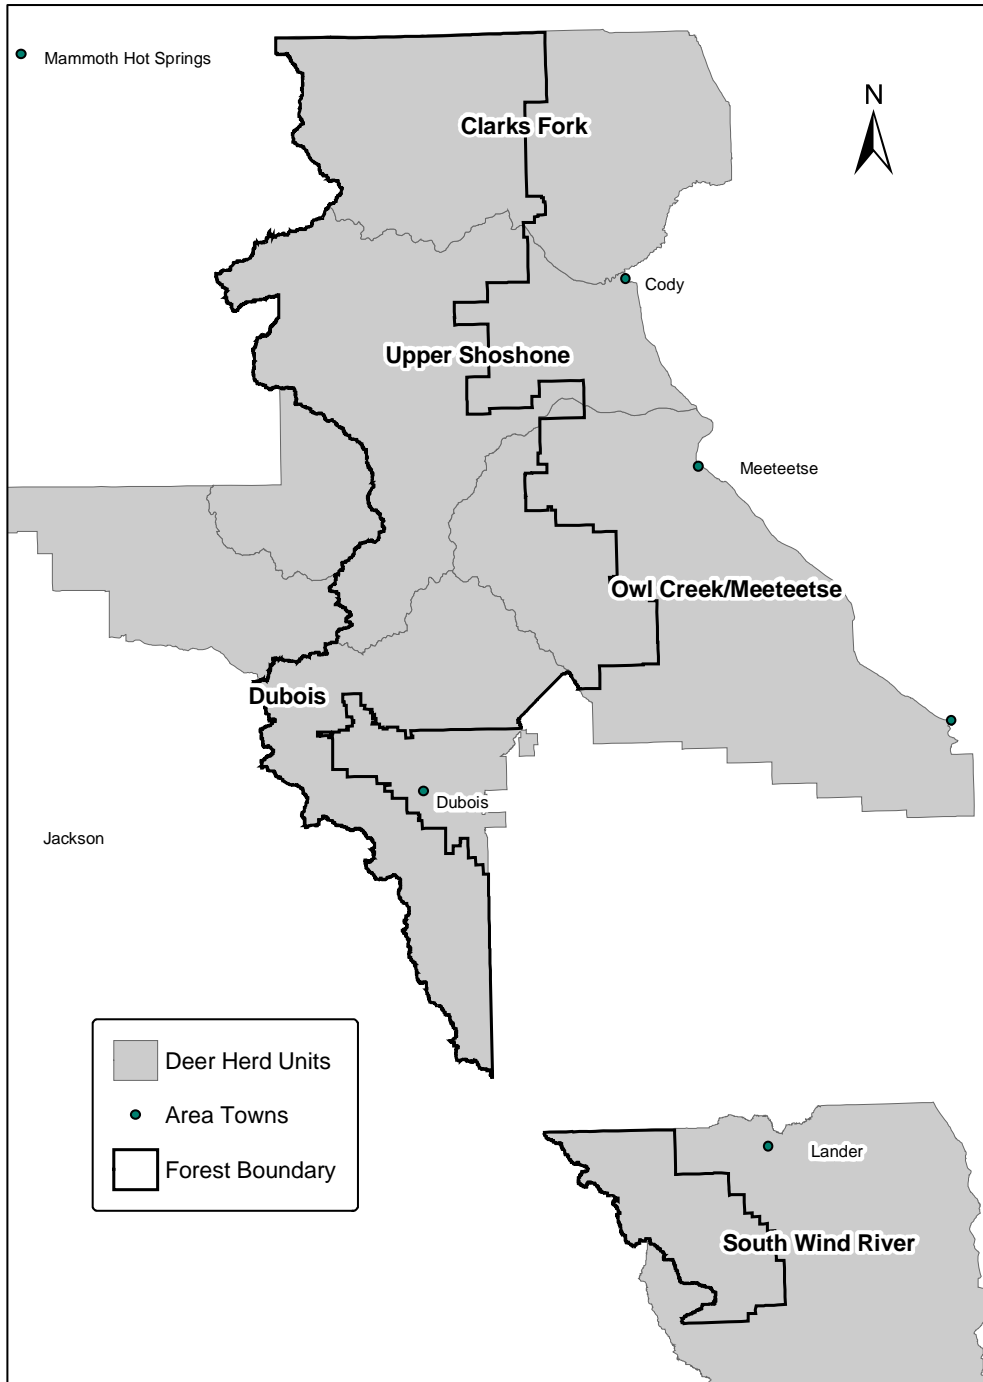 Mammoth Hot Springs
N
Clarks Fork
Cody
Upper Shoshone
Meeteetse
Owl Creek/Meeteetse
Dubois
Dubois
Jackson
Deer Herd Units
Area Towns
Forest Boundary
Lander
South Wind River